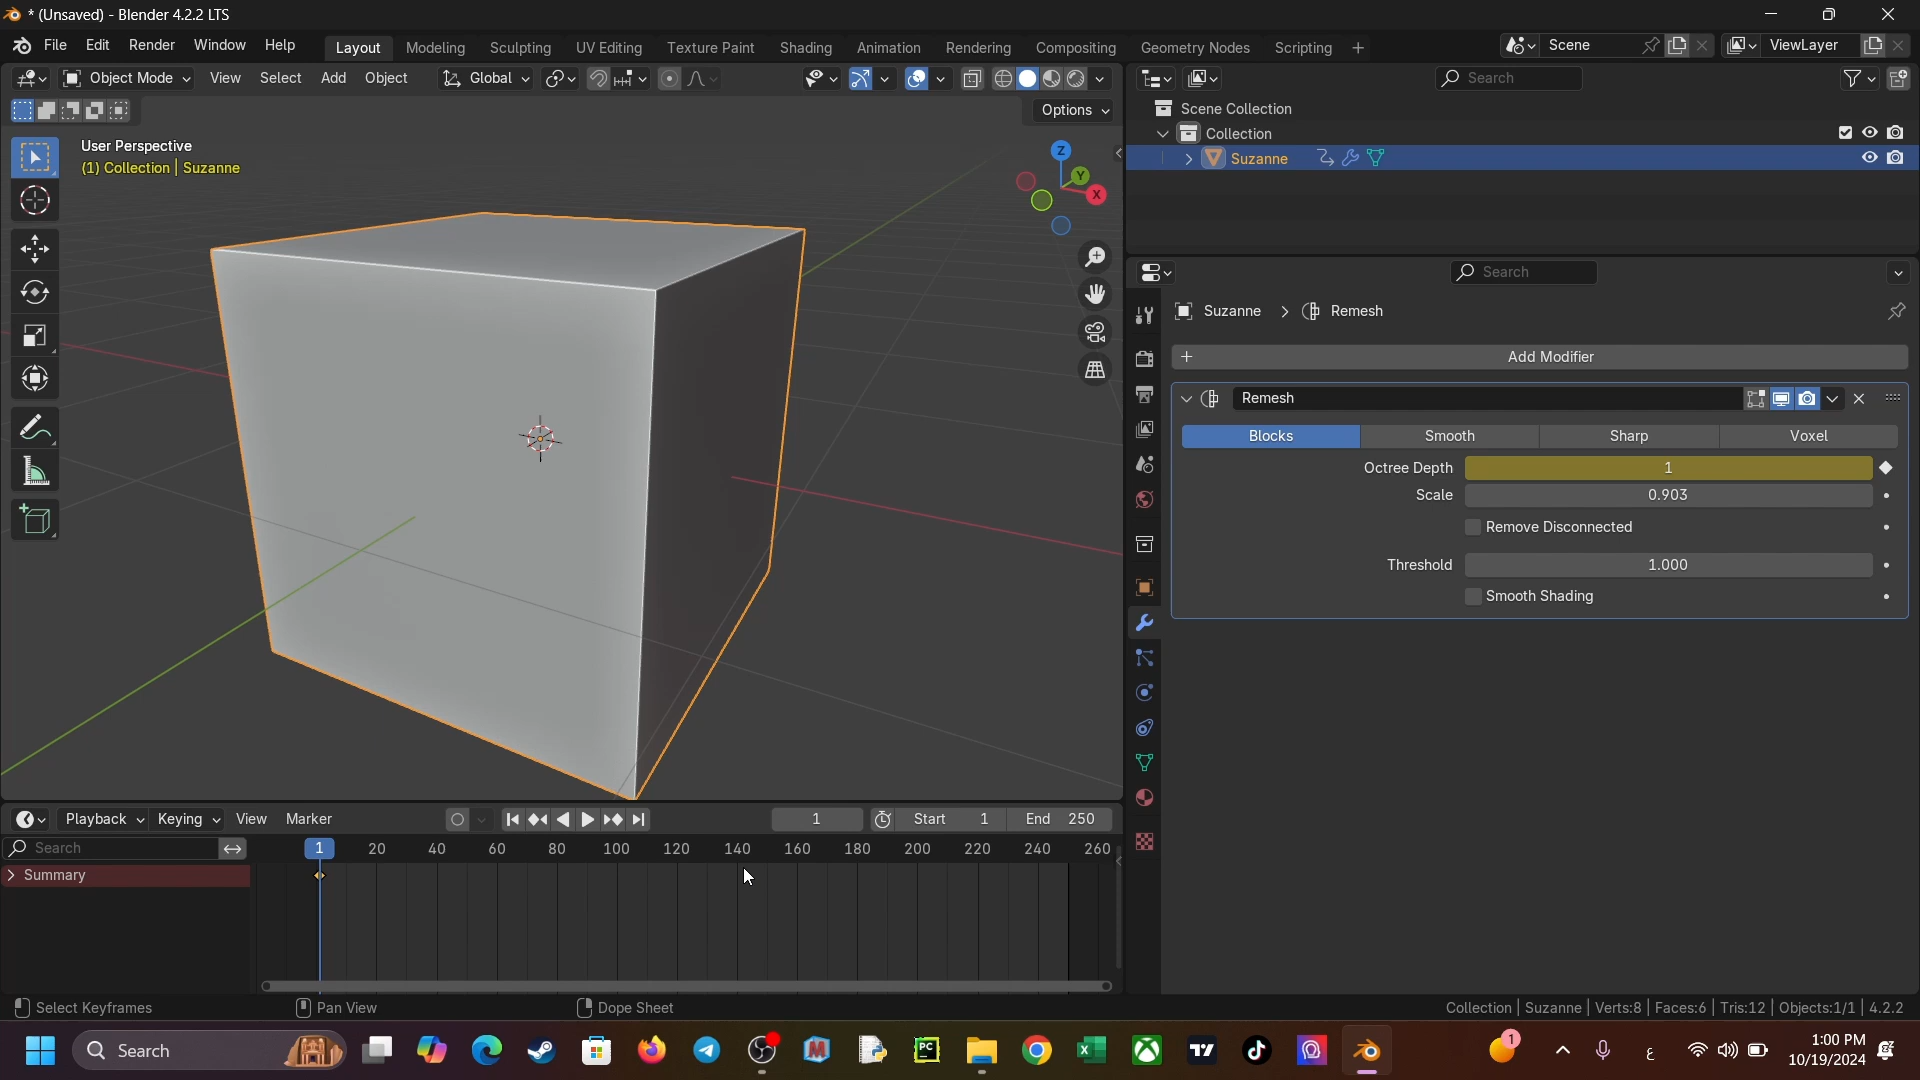 * (Unsaved) - Blender 4.2.2 LTS
File Edit Render Window Help Layout Modeling Sculpting UV Editing Texture Paint Shading Animation Rendering Compositing Geometry Nodes Scripting + Scene ViewLayer
Object Mode View Select Add Object Global Search
Options
User Perspective
(1) Collection | Suzanne
Z
Y
X
Scene Collection
Collection
Suzanne
Search
Suzanne > Remesh
+ Add Modifier
Remesh
Blocks Smooth Sharp Voxel
Octree Depth 1
Scale 0.903
Remove Disconnected
Threshold 1.000
Smooth Shading
Playback Keying View Marker 1 Start 1 End 250
Search 1 20 40 60 80 100 120 140 160 180 200 220 240 260
Summary
Select Keyframes Pan View Dope Sheet Collection | Suzanne | Verts:8 | Faces:6 | Tris:12 | Objects:1/1 | 4.2.2
Search PC 1 ع 1:00 PM
10/19/2024